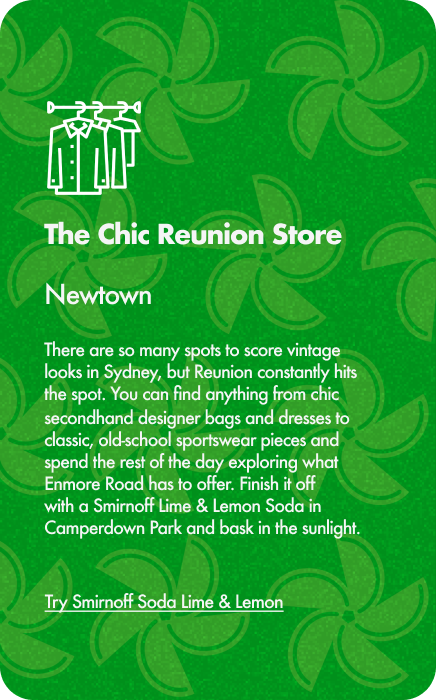 The Chic Reunion Store
Newtown
There are so many spots to score vintage
looks in Sydney, but Reunion constantly hits
the spot. You can find anything from chic
secondhand designer bags and dresses to
classic, old-school sportswear pieces and
spend the rest of the day exploring what
Enmore Road has to offer. Finish it off
with a Smirnoff Lime & Lemon Soda in
Camperdown Park and bask in the sunlight.
Try Smirnoff Soda Lime & Lemon